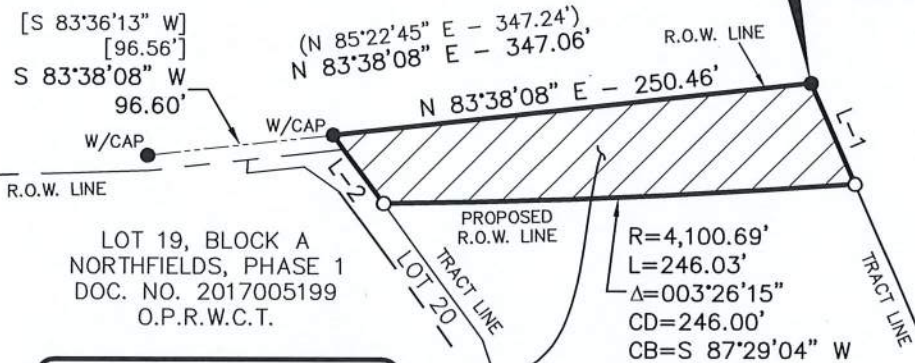 [S 83°36'13" W]
[96.56']
S 83°38'08" W
96.60'
(N 85°22'45" E - 347.24')
N 83°38'08" E - 347.06'
R.O.W. LINE
N 83°38'08" E - 250.46'
W/CAP
W/CAP
L-1
L-2
R.O.W. LINE
PROPOSED
R.O.W. LINE
LOT 19, BLOCK A
NORTHFIELDS, PHASE 1
DOC. NO. 2017005199
O.P.R.W.C.T.
LOT 20
TRACT LINE
R=4,100.69'
L=246.03'
Δ=003°26'15"
CD=246.00'
CB=S 87°29'04" W
TRACT LINE